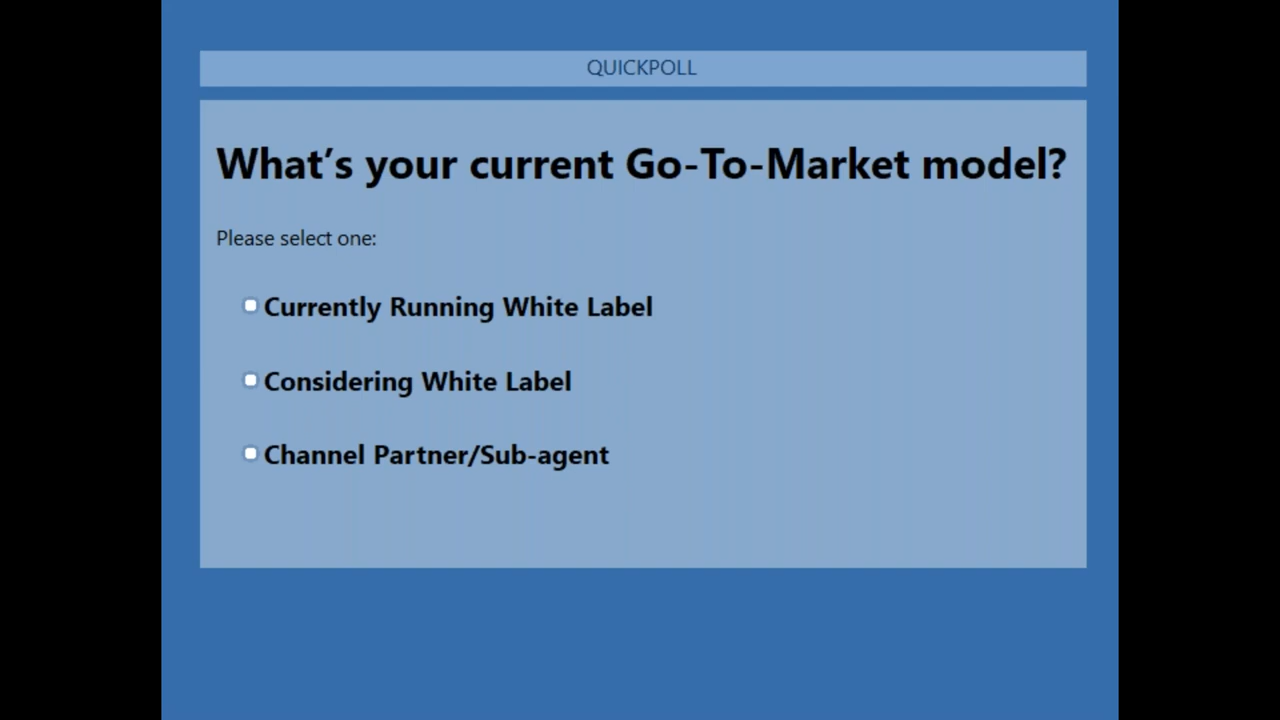 QUICKPOLL
What’s your current Go-To-Market model?
Please select one:
Currently Running White Label
Considering White Label
Channel Partner/Sub-agent